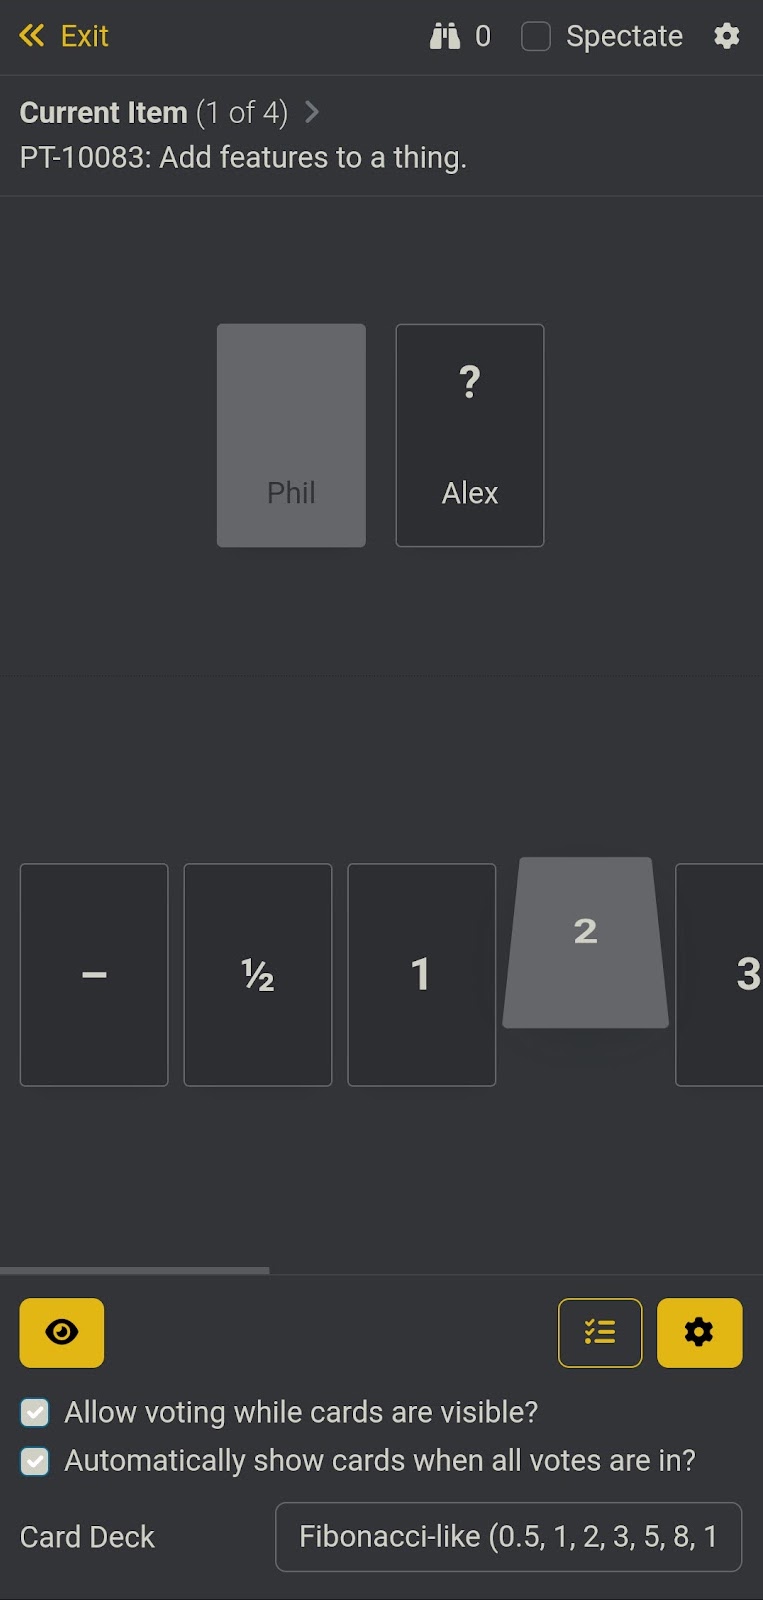 Exit
0
Spectate
Current Item (1 of 4)
PT-10083: Add features to a thing.
?
Phil
Alex
–
½
1
2
3
Allow voting while cards are visible?
Automatically show cards when all votes are in?
Card Deck
Fibonacci-like (0.5, 1, 2, 3, 5, 8, 1